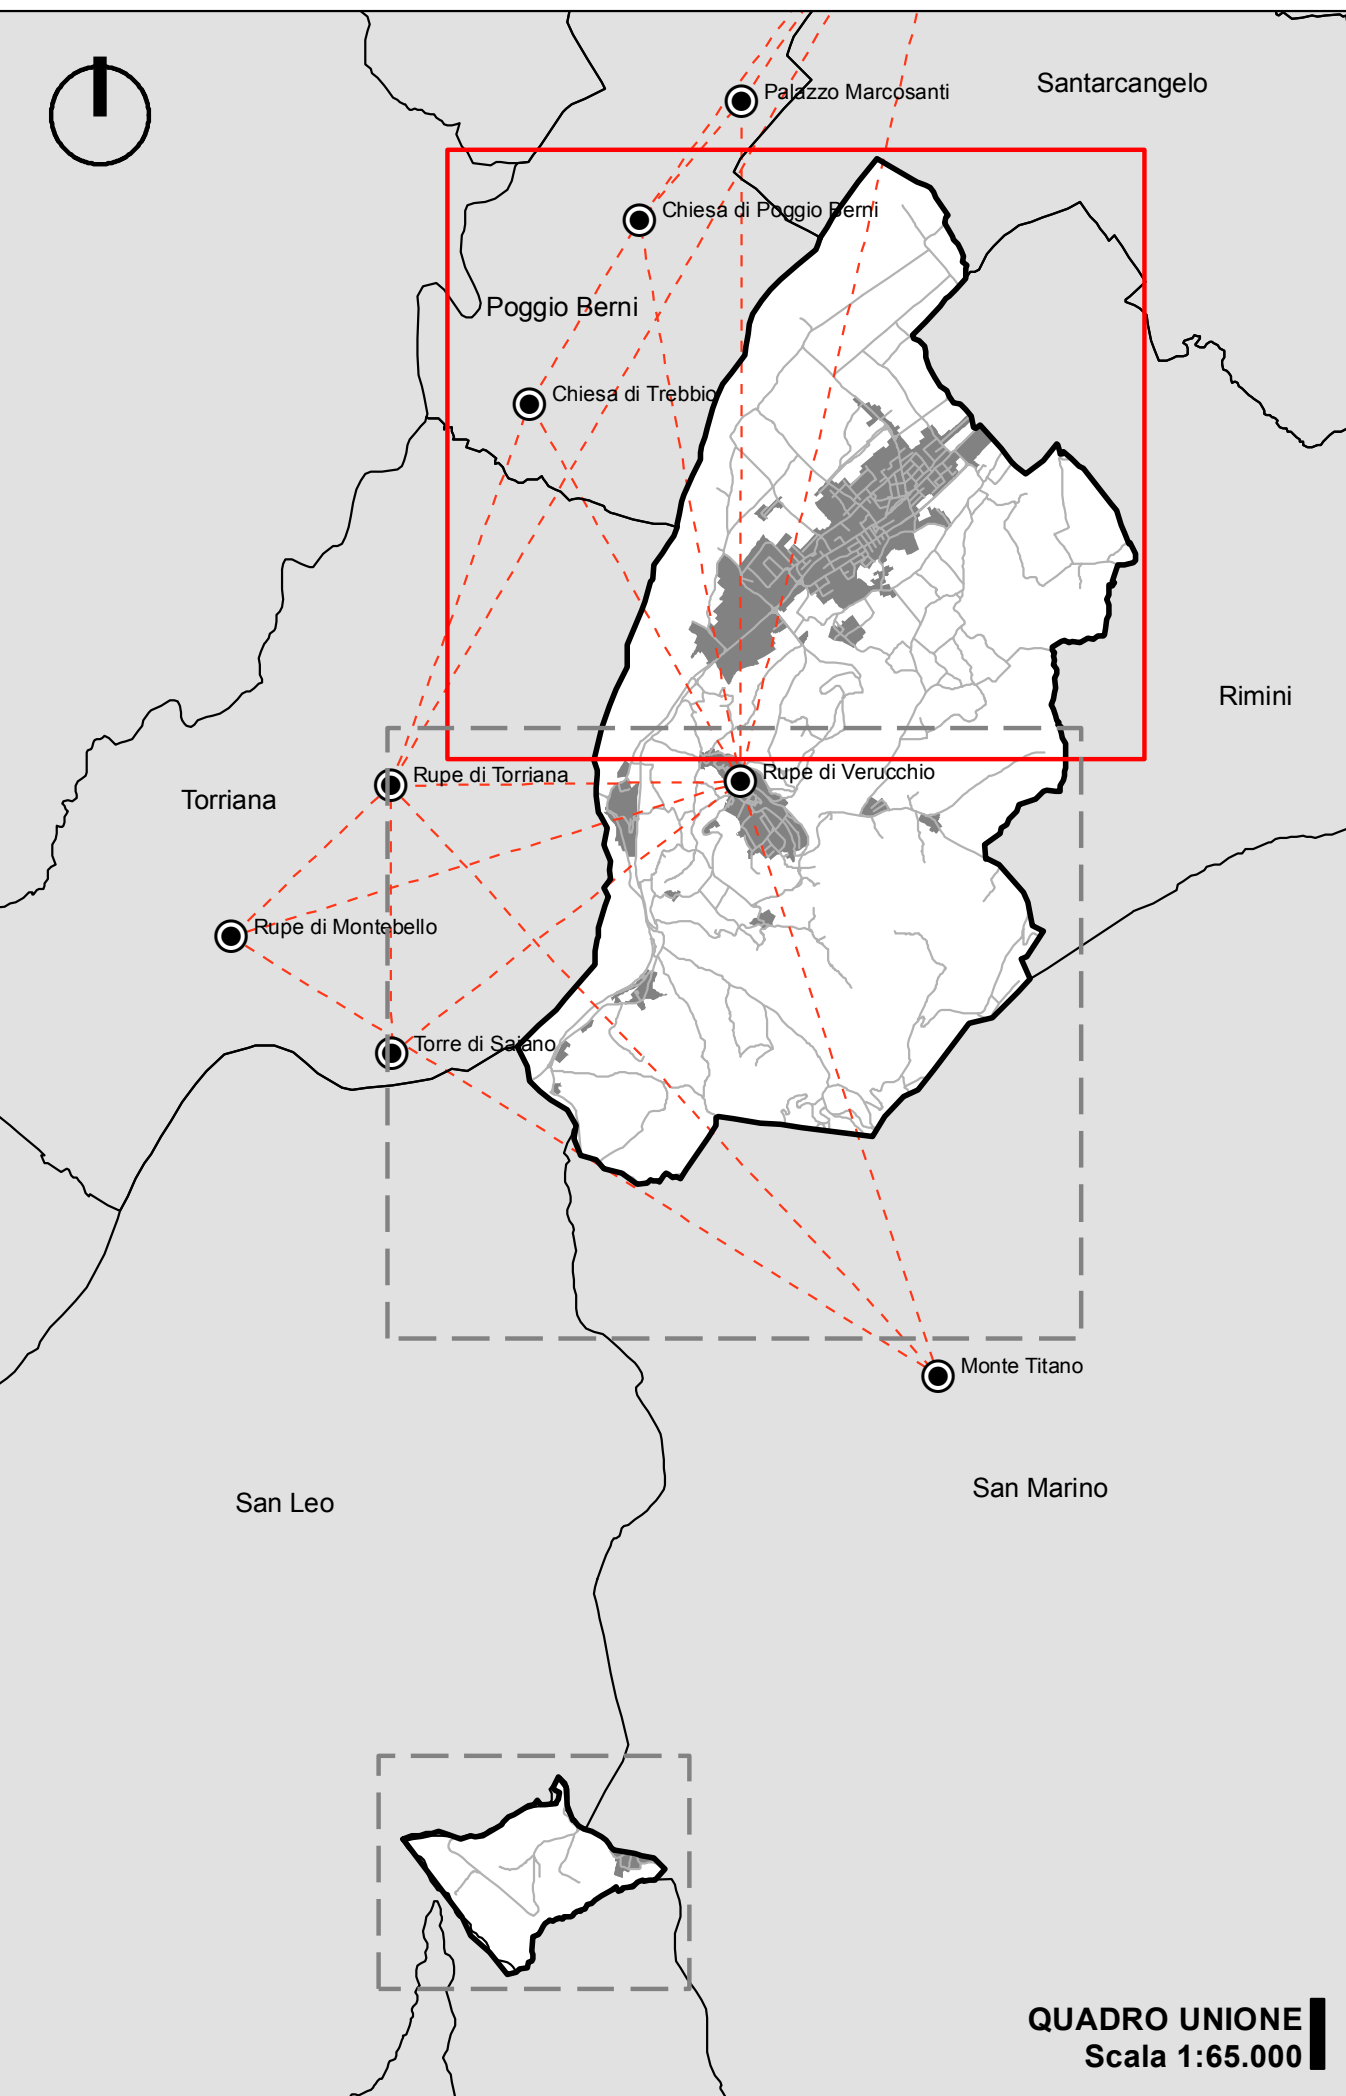 Santarcangelo
Palazzo Marcosanti
Chiesa di Poggio Berni
Poggio Berni
Chiesa di Trebbio
Rimini
Rupe di Verucchio
Rupe di Torriana
Torriana
Rupe di Montebello
Torre di Saiano
Monte Titano
San Marino
San Leo
QUADRO UNIONE
Scala 1:65.000